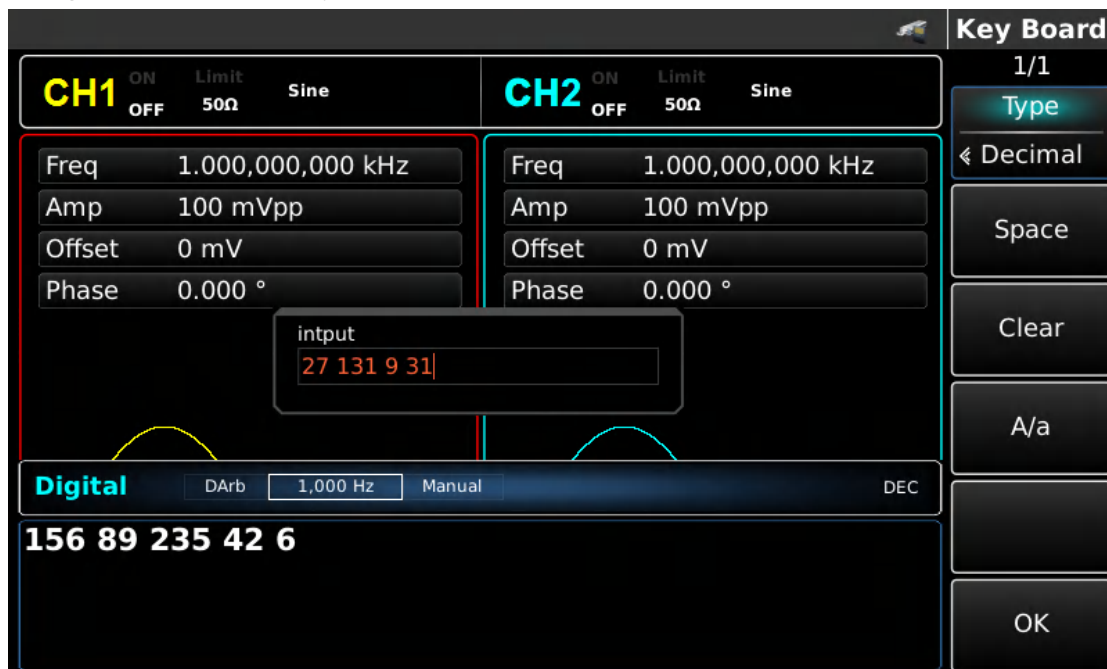 Key Board
1/1
CH1 ON OFF Limit 50Ω Sine
CH2 ON OFF Limit 50Ω Sine
Type
« Decimal
Freq 1.000,000,000 kHz
Amp 100 mVpp
Offset 0 mV
Phase 0.000 °
Freq 1.000,000,000 kHz
Amp 100 mVpp
Offset 0 mV
Phase 0.000 °
Space
intput
27 131 9 31
Clear
A/a
Digital DArb 1,000 Hz Manual DEC
156 89 235 42 6
OK